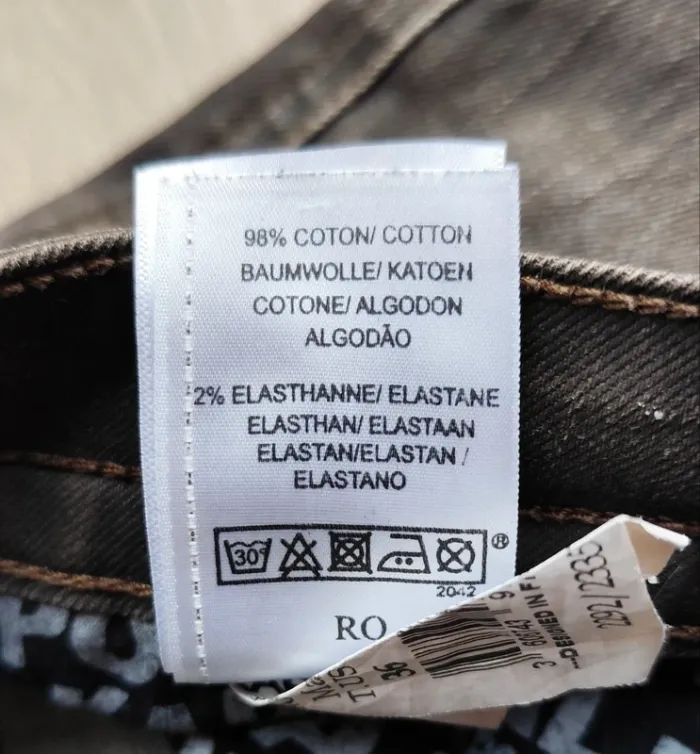 98% COTON/ COTTON
BAUMWOLLE/ KATOEN
COTONE/ ALGODON
ALGODÃO
2% ELASTHANNE/ ELASTANE
ELASTHAN/ ELASTAAN
ELASTAN/ELASTAN /
ELASTANO
30°
®
2042
RO
36
TUS